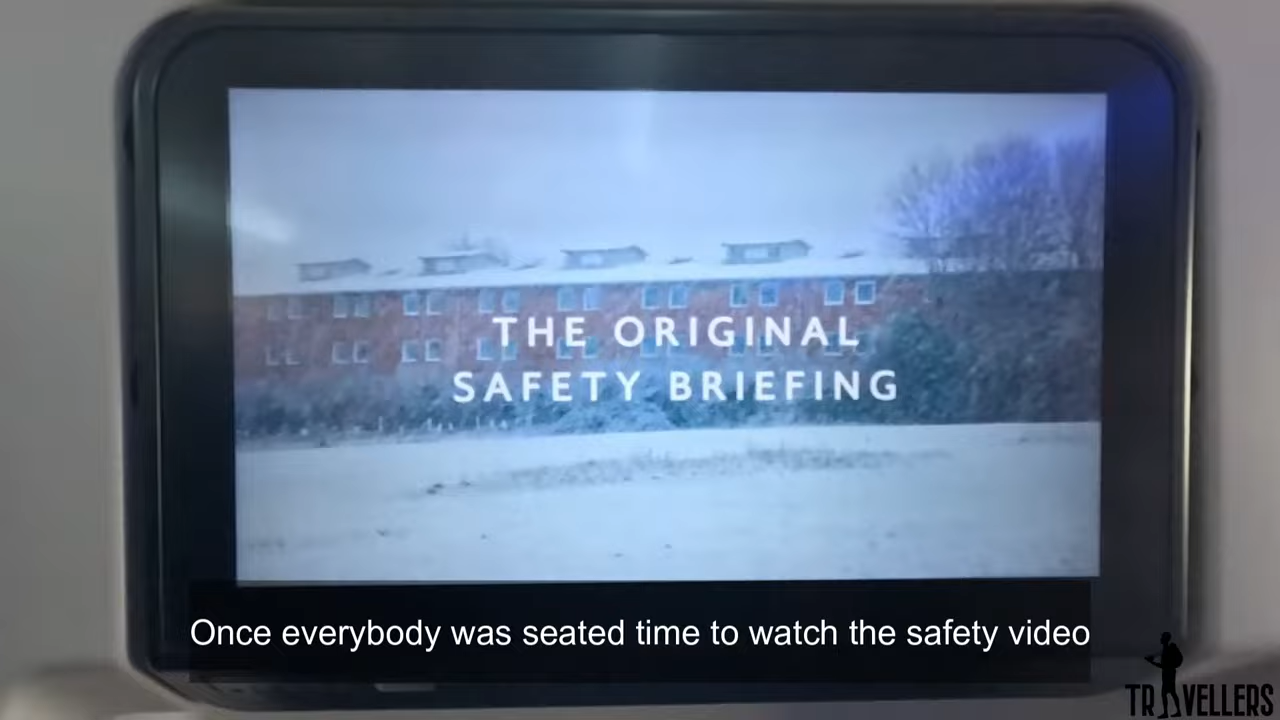 THE ORIGINAL
SAFETY BRIEFING
Once everybody was seated time to watch the safety video
TRAVELLERS